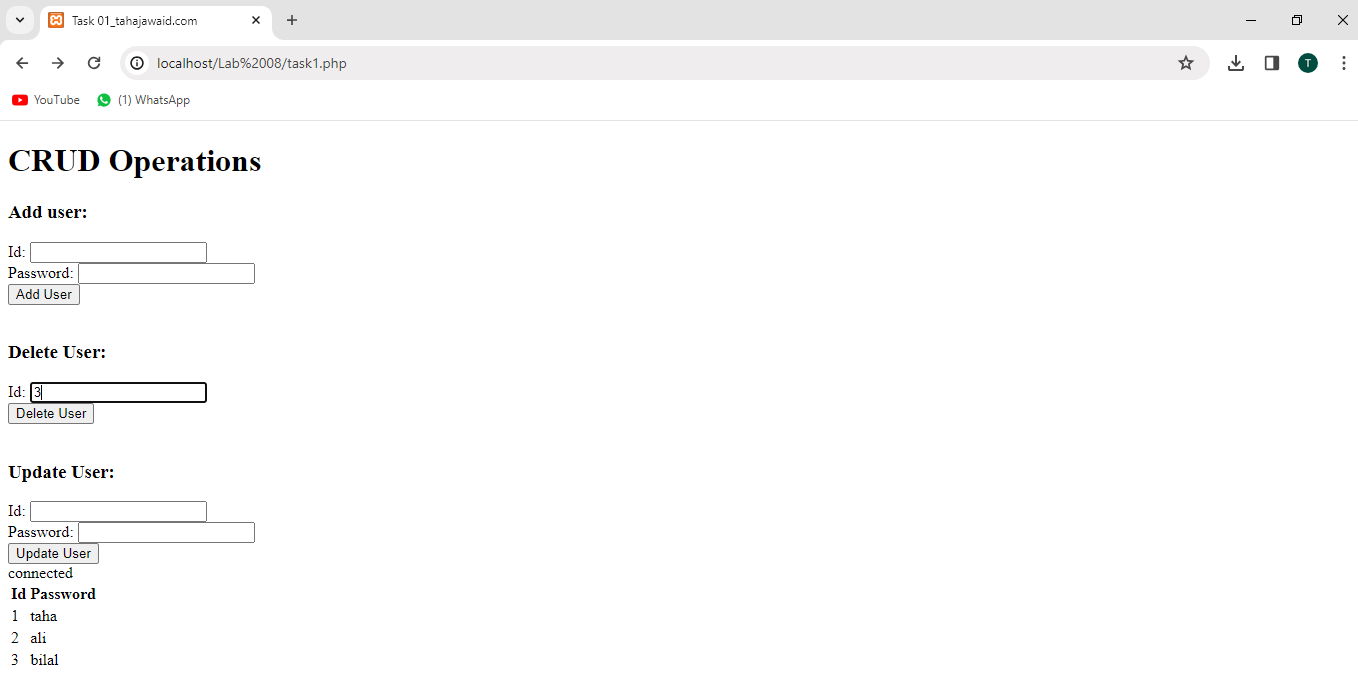 Task 01_tahajawaid.com
localhost/Lab%2008/task1.php
T
YouTube
(1) WhatsApp
CRUD Operations
Add user:
Id:
Password:
Add User
Delete User:
Id: 3
Delete User
Update User:
Id:
Password:
Update User
connected
Id Password
1 taha
2 ali
3 bilal